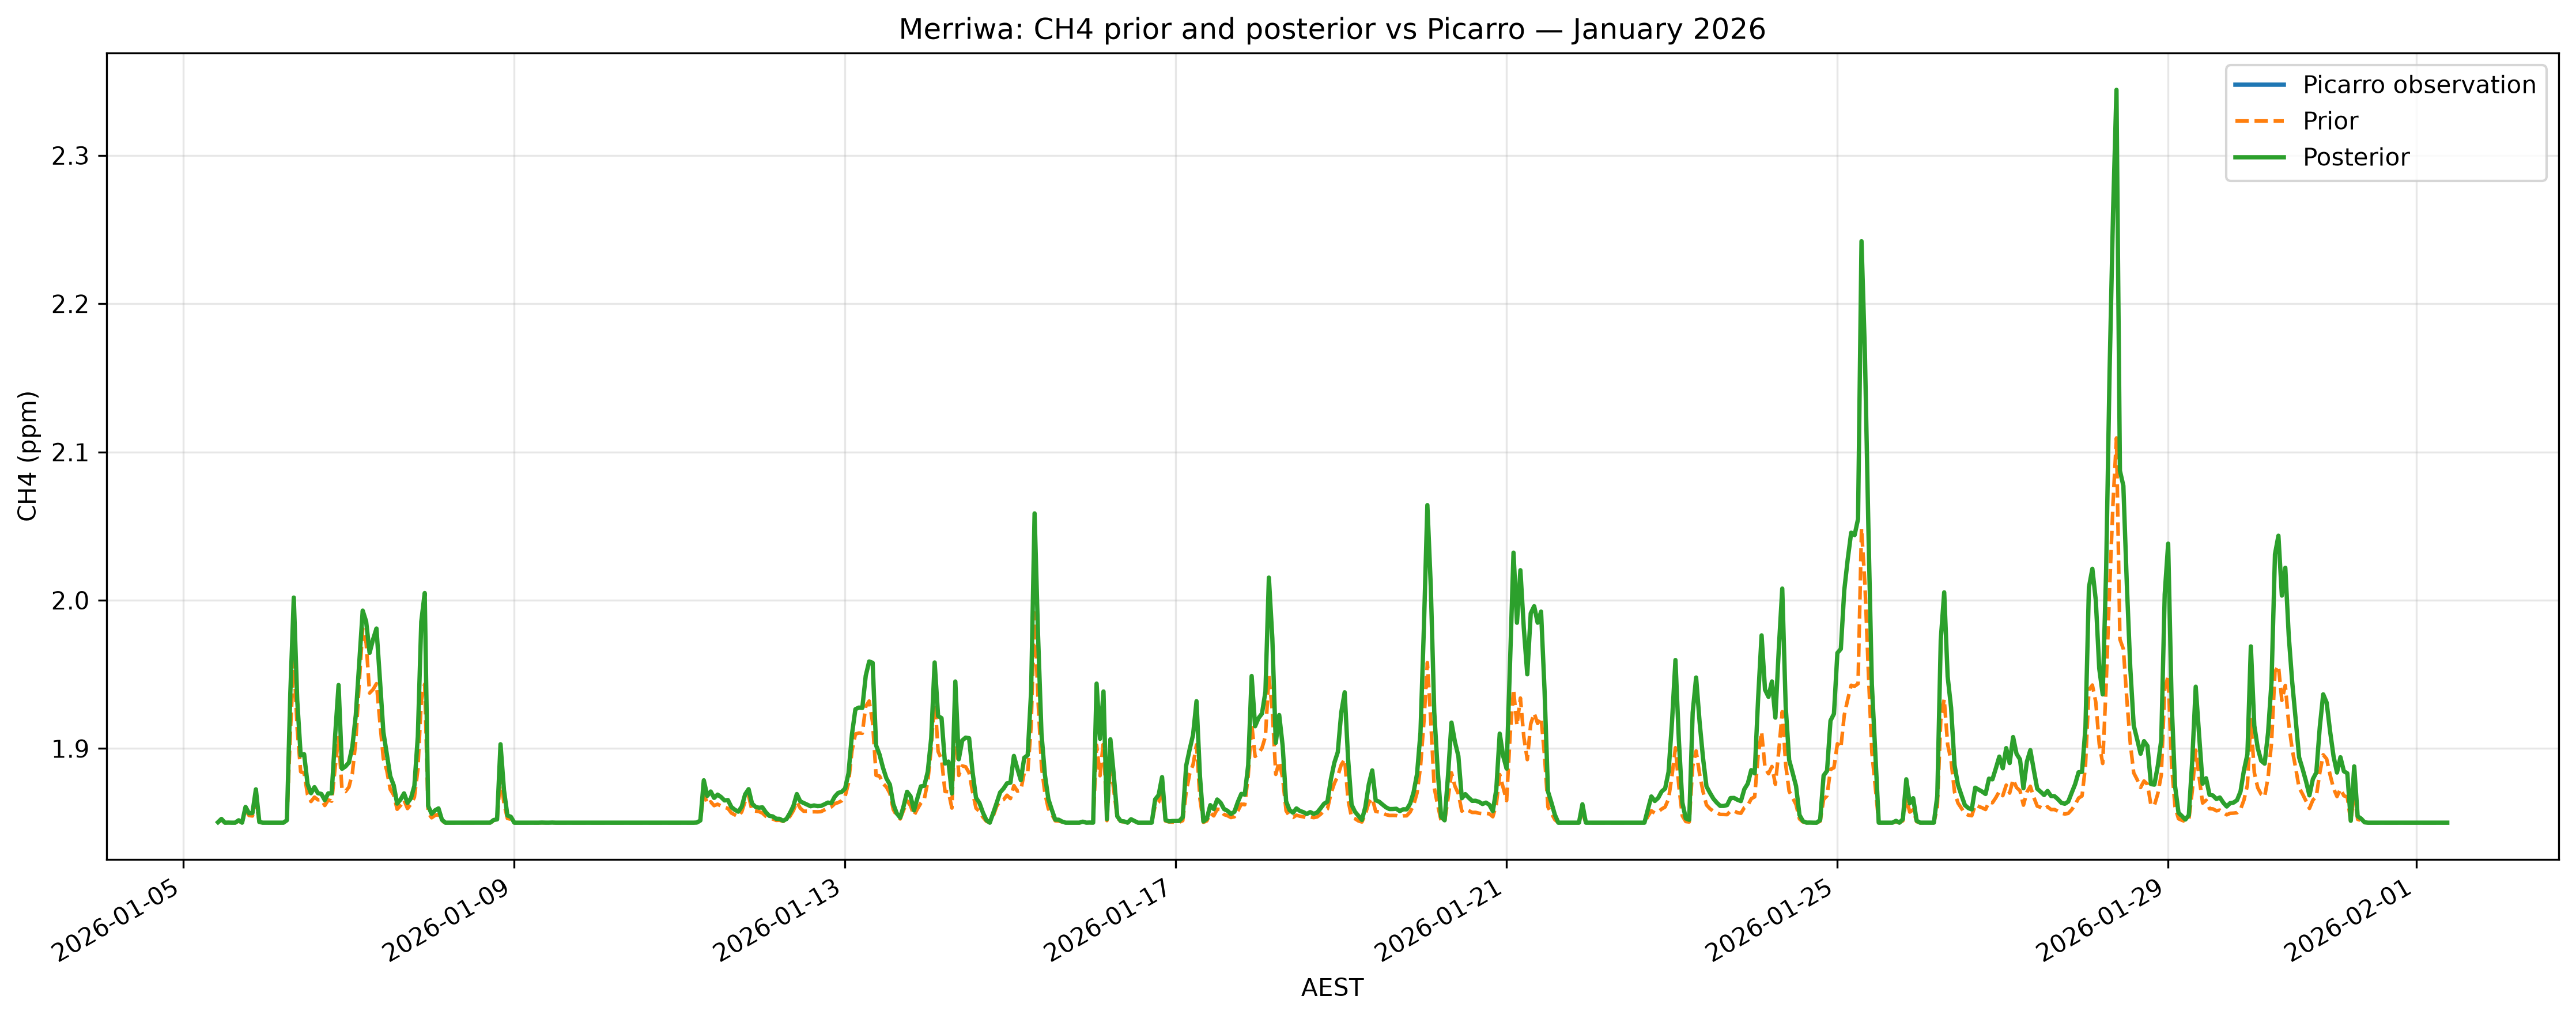 Merriwa: CH4 prior and posterior vs Picarro — January 2026
Picarro observation
Prior
Posterior
CH4 (ppm)
2.3
2.2
2.1
2.0
1.9
2026-01-05
2026-01-09
2026-01-13
2026-01-17
2026-01-21
2026-01-25
2026-01-29
2026-02-01
AEST